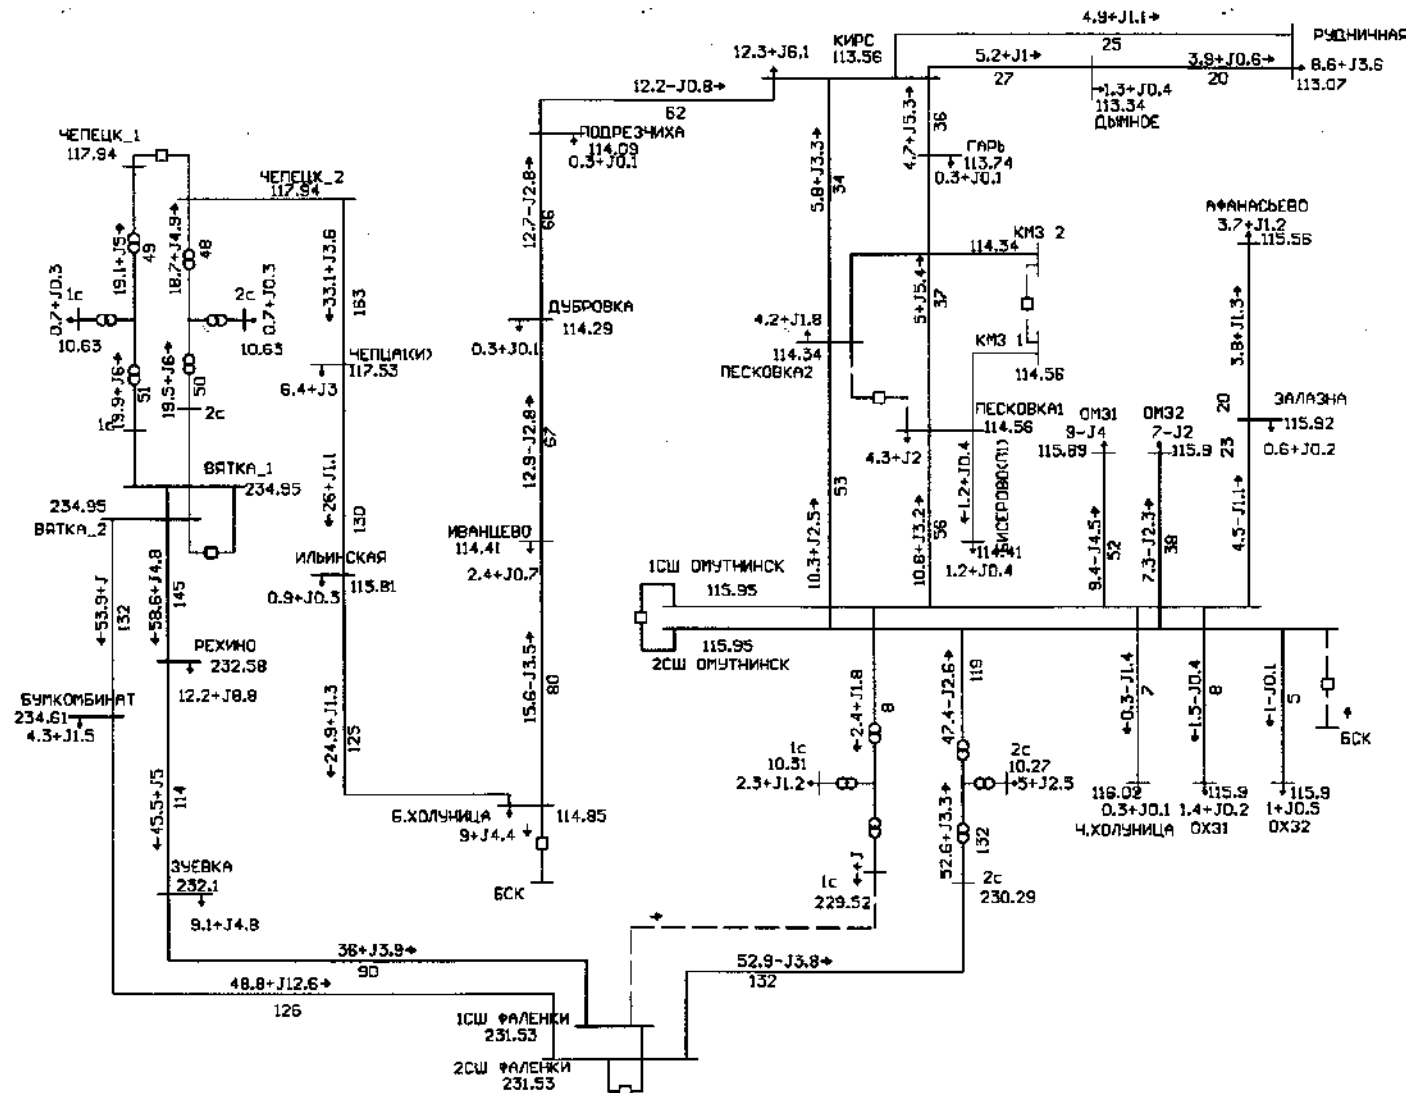 4.9+J1.1→
25
РУДНИЧНАЯ
КИРС
113.56
12.3+J6.1
5.2+J1→
27
3.9+J0.6→
20
8.6+J3.6
113.07
1.3+J0.4
113.34
ДЫМНОЕ
12.2-J0.8→
62
ПОДРЕЗЧИХА
114.09
0.3+J0.1
4.7+J5.3→
36
ГАРЬ
113.74
0.3+J0.1
5.8+J3.3→
34
ЧЕПЕЦК_1
117.94
ЧЕПЕЦК_2
117.94
19.1+J5→
49
18.7+J4.9→
48
←33.1+J3.6
163
12.7-J2.8→
66
АФАНАСЬЕВО
3.7+J1.2
115.56
КМЗ 2
114.34
5+J5.4→
37
КМЗ 1
114.56
1с
0.7+J0.3
10.63
2с
0.7+J0.3
10.65
ДУБРОВКА
114.29
0.3+J0.1
4.2+J1.8
114.34
ПЕСКОВКА2
3.8+J1.3→
20
19.9+J6→
51
19.5+J6→
50
1с
2с
ЧЕПЦА1(И)
117.53
6.4+J3
ПЕСКОВКА1
114.56
4.3+J2
ОМЗ1
9-J4
115.89
ОМЗ2
7-J2
115.9
ЗАЛАЗНА
115.92
0.6+J0.2
23
12.9-J2.8→
67
ВЯТКА_1
234.95
234.95
ВЯТКА_2
←26+J1.1
130
10.3+J2.5→
53
10.8+J3.2→
56
←1.2+J0.4
БИСЕРОВО(П1)
114.41
1.2+J0.4
9.4-J4.5→
52
7.3-J2.3→
38
4.5-J1.1→
ИВАНЦЕВО
114.41
2.4+J0.7
ИЛЬИНСКАЯ
115.81
0.9+J0.3
←53.9+J
132
←58.6+J4.8
145
1СШ ОМУТНИНСК
115.95
115.95
2СШ ОМУТНИНСК
РЕХИНО
232.58
12.2+J8.8
БУМКОМБИНАТ
234.61
4.3+J1.5
←24.9+J1.3
125
15.6-J3.5→
80
←2.4+J1.8
8
47.4-J2.6→
119
←0.3-J1.4
7
←1.5-J0.4
8
←1-J0.1
5
БСК
1с
10.31
2.3+J1.2
2с
10.27
5+J2.5
116.02
0.3+J0.1
Ч.ХОЛУНИЦА
115.9
1.4+J0.2
ОХЗ1
115.9
1+J0.5
ОХЗ2
←45.5+J5
114
Б.ХОЛУНИЦА
114.85
9+J4.4
БСК
52.6+J3.3→
132
←+J
1с
229.52
2с
230.29
ЗУЕВКА
232.1
9.1+J4.8
36+J3.9→
90
48.8+J12.6→
126
52.9-J3.8→
132
1СШ ФАЛЕНКИ
231.53
2СШ ФАЛЕНКИ
231.53